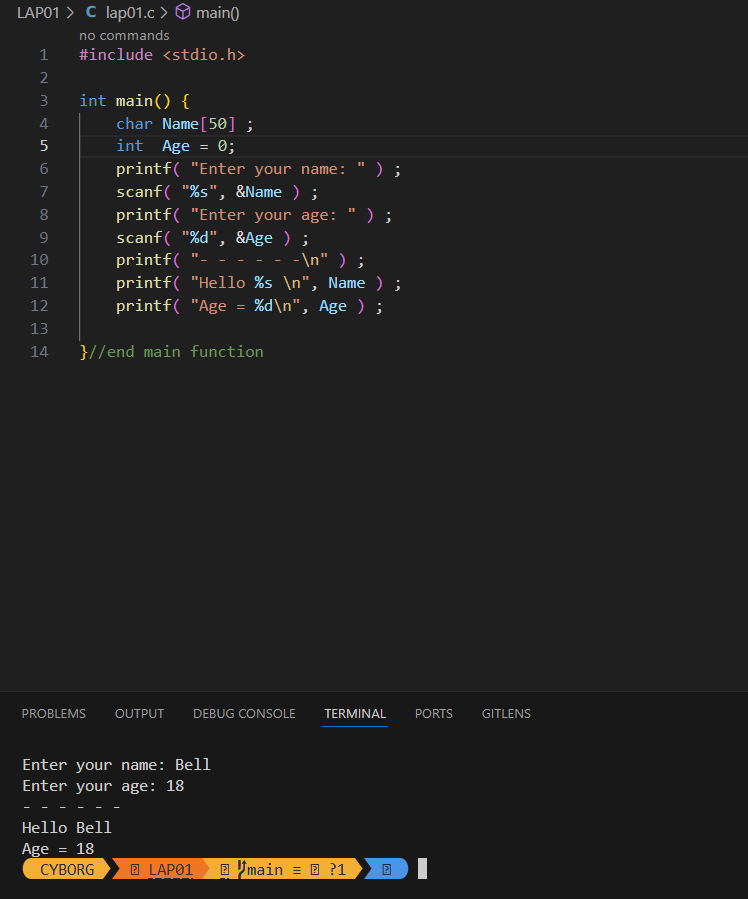 LAP01 > C lap01.c > main()
no commands
1 #include <stdio.h>
2
3 int main() {
4 char Name[50] ;
5 int  Age = 0;
6 printf( "Enter your name: " ) ;
7 scanf( "%s", &Name ) ;
8 printf( "Enter your age: " ) ;
9 scanf( "%d", &Age ) ;
10 printf( "- - - - - -\n" ) ;
11 printf( "Hello %s \n", Name ) ;
12 printf( "Age = %d\n", Age ) ;
13
14 }//end main function
PROBLEMS OUTPUT DEBUG CONSOLE TERMINAL PORTS GITLENS
Enter your name: Bell
Enter your age: 18
- - - - - -
Hello Bell
Age = 18
CYBORG LAP01 main ≡ ?1